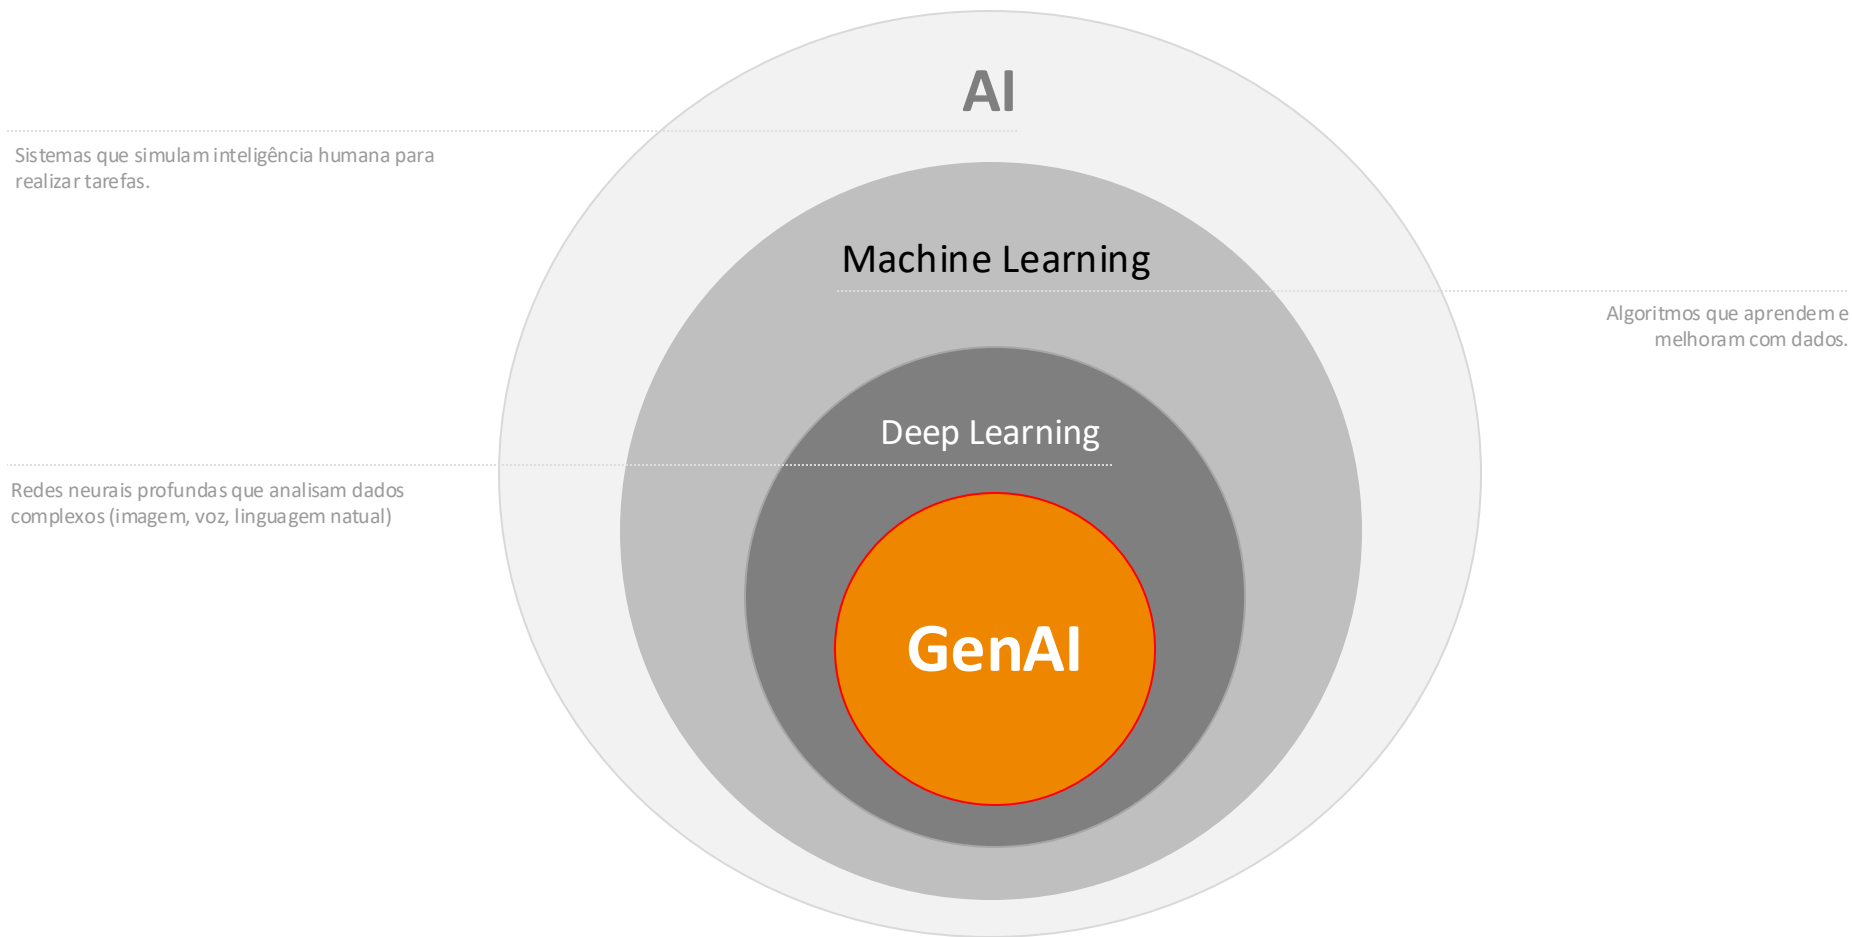 AI
Sistemas que simulam inteligência humana para
realizar tarefas.
Machine Learning
Algoritmos que aprendem e
melhoram com dados.
Deep Learning
Redes neurais profundas que analisam dados
complexos (imagem, voz, linguagem natual)
GenAI